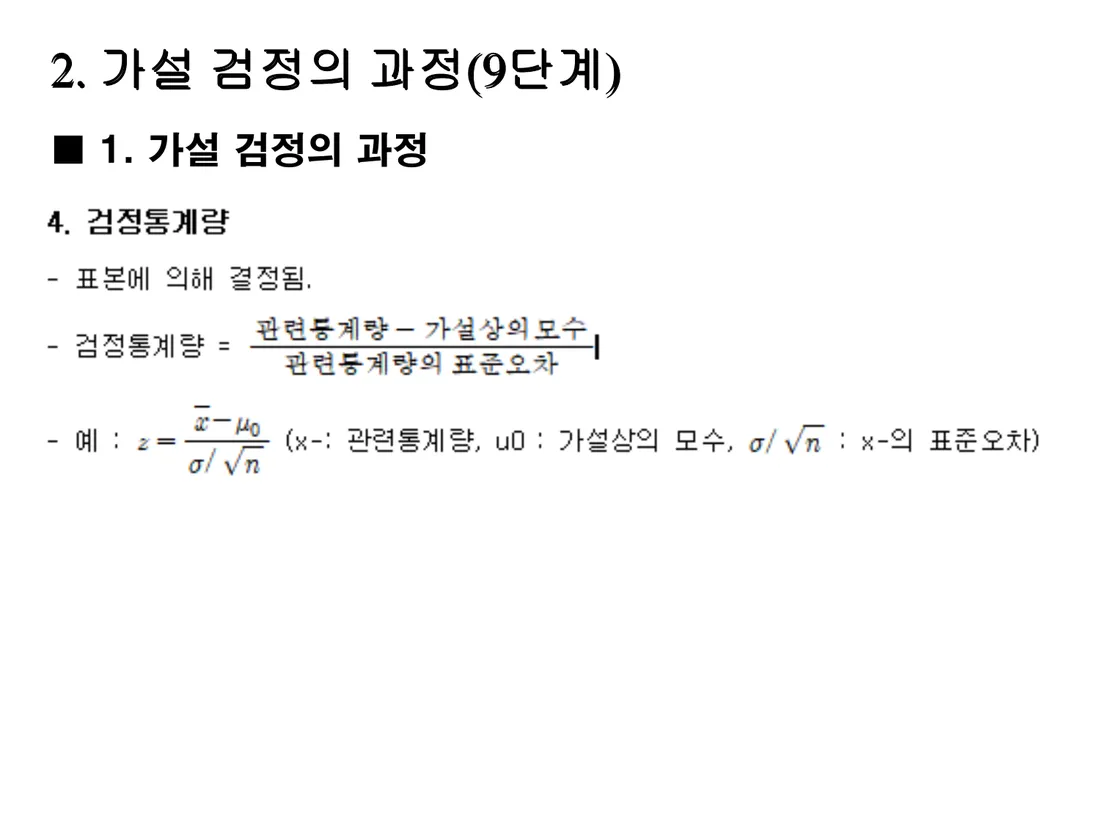 2. 가설 검정의 과정(9단계)
■ 1. 가설 검정의 과정
4. 검정통계량
- 표본에 의해 결정됨.
- 검정통계량 = 관련통계량 - 가설상의 모수 / 관련통계량의 표준오차
- 예 : z = (x̄-μ₀) / (σ/√n) (x-: 관련통계량, u0 : 가설상의 모수, σ/√n : x-의 표준오차)